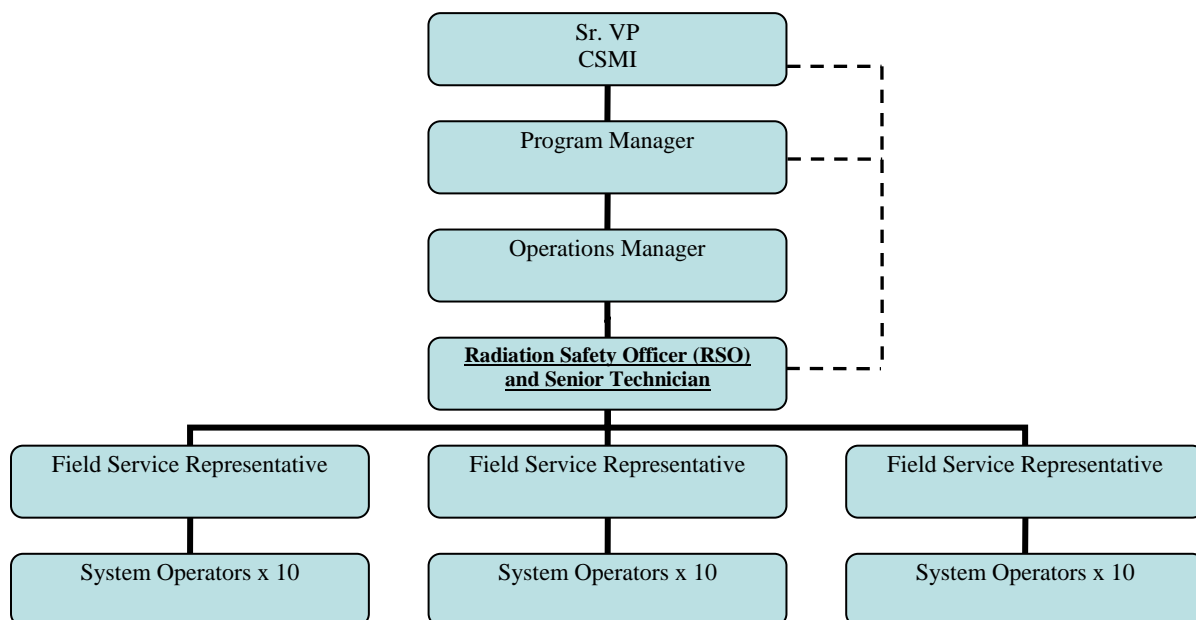 Sr. VP
CSMI
Program Manager
Operations Manager
Radiation Safety Officer (RSO)
and Senior Technician
Field Service Representative
Field Service Representative
Field Service Representative
System Operators x 10
System Operators x 10
System Operators x 10